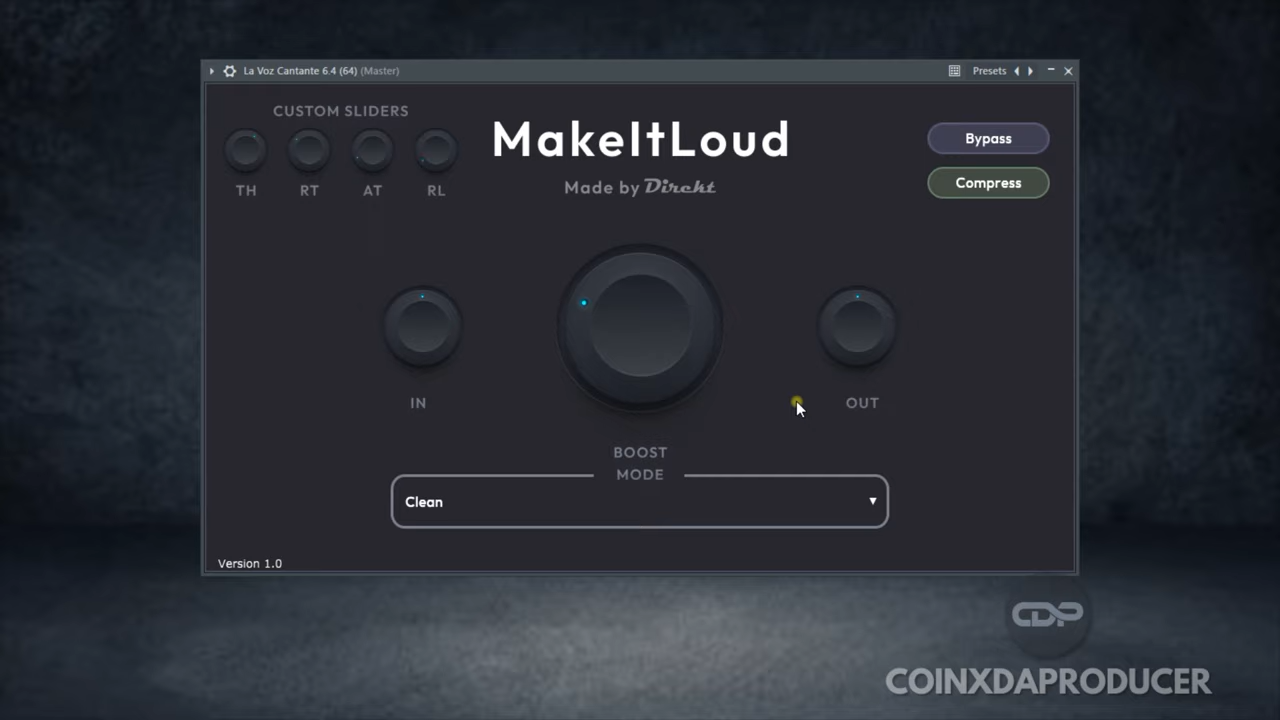 La Voz Cantante 6.4 (64) (Master)
Presets
CUSTOM SLIDERS
TH RT AT RL
MakeItLoud
Made by Direkt
Bypass
Compress
IN
OUT
BOOST
MODE
Clean
Version 1.0
CDP
COINXDAPRODUCER